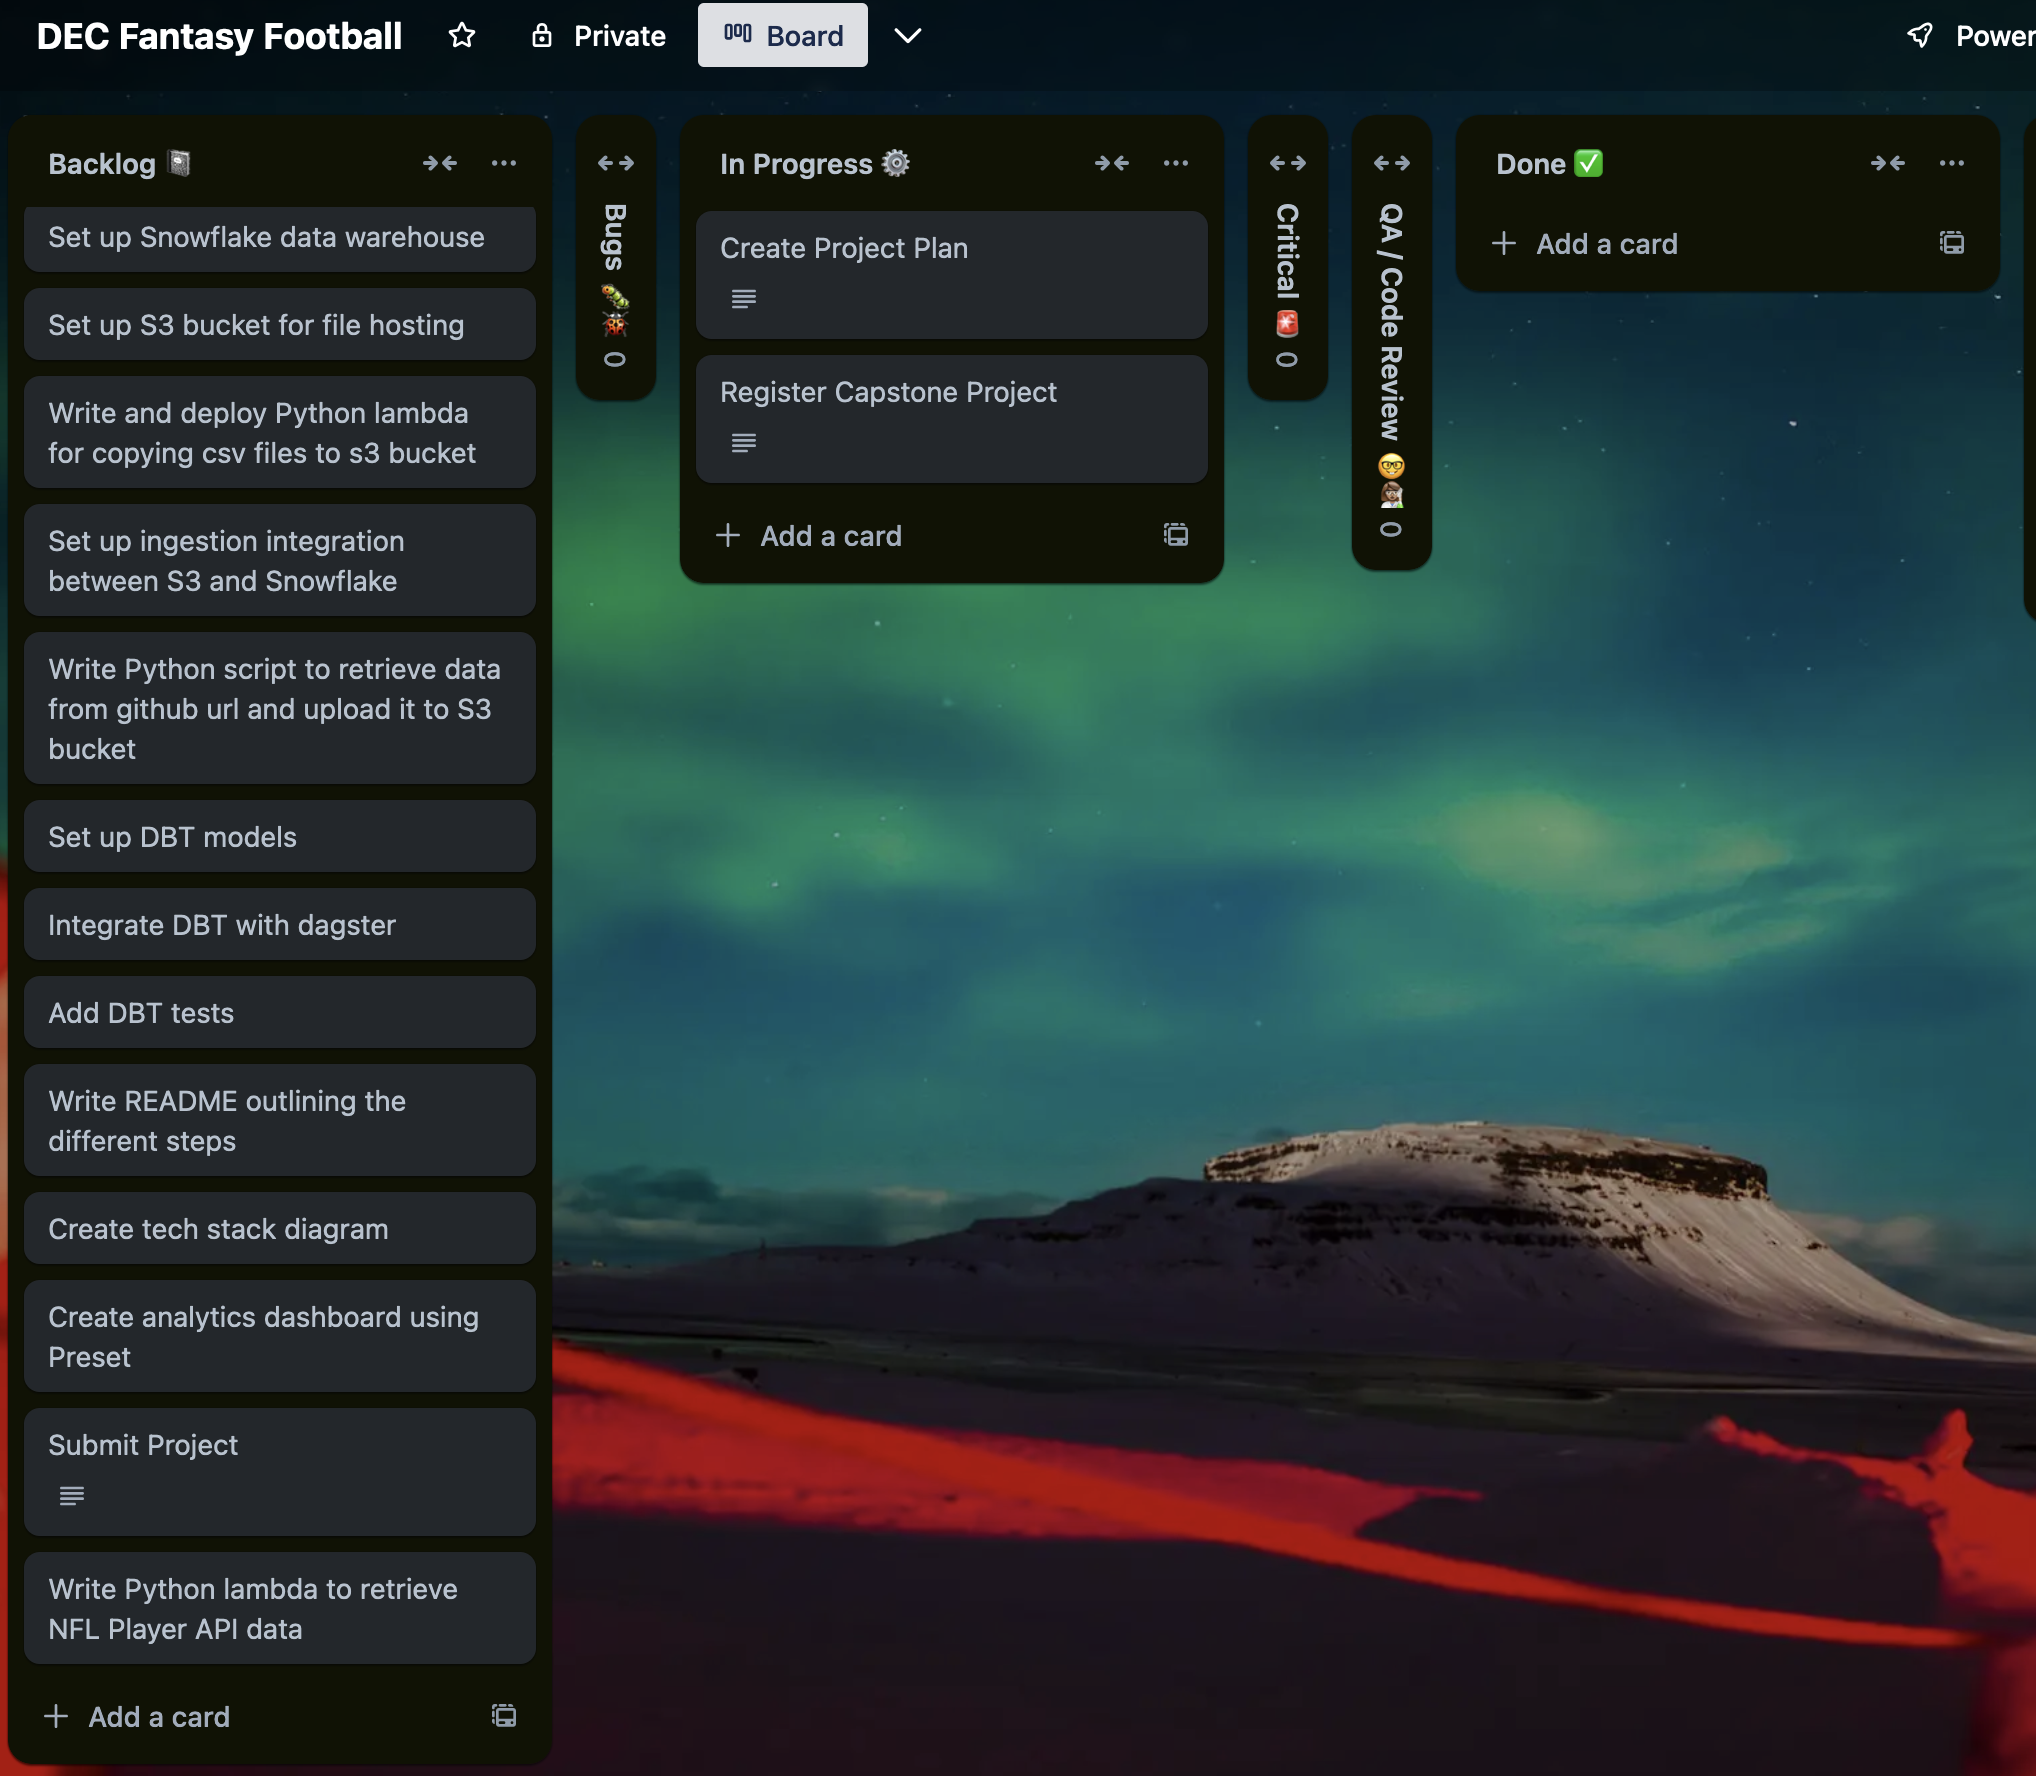 DEC Fantasy Football
Private
Board
Power
Backlog
Set up Snowflake data warehouse
Set up S3 bucket for file hosting
Write and deploy Python lambda
for copying csv files to s3 bucket
Set up ingestion integration
between S3 and Snowflake
Write Python script to retrieve data
from github url and upload it to S3
bucket
Set up DBT models
Integrate DBT with dagster
Add DBT tests
Write README outlining the
different steps
Create tech stack diagram
Create analytics dashboard using
Preset
Submit Project
Write Python lambda to retrieve
NFL Player API data
Add a card
Bugs 0
In Progress
Create Project Plan
Register Capstone Project
Add a card
Critical 0
QA / Code Review 0
Done
Add a card